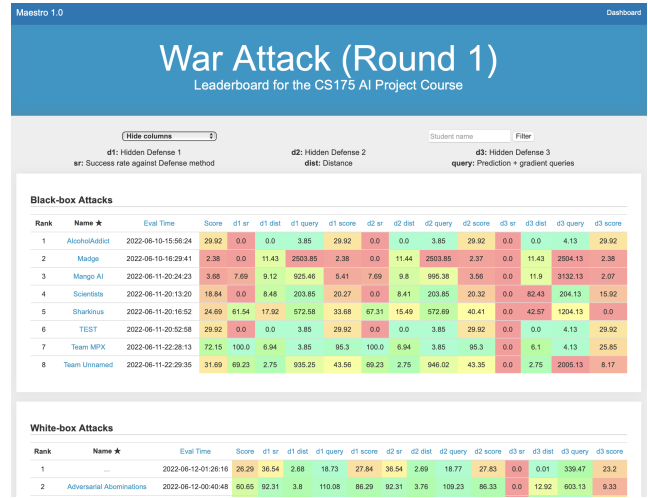 Maestro 1.0 Dashboard
War Attack (Round 1)
Leaderboard for the CS175 AI Project Course
Hide columns Student name Filter
d1: Hidden Defense 1 d2: Hidden Defense 2 d3: Hidden Defense 3
sr: Success rate against Defense method dist: Distance query: Prediction + gradient queries
Black-box Attacks
Rank Name ★ Eval Time Score d1 sr d1 dist d1 query d1 score d2 sr d2 dist d2 query d2 score d3 sr d3 dist d3 query d3 score
1 AlcoholAddict 2022-06-10-15:56:24 29.92 0.0 0.0 3.85 29.92 0.0 0.0 3.85 29.92 0.0 0.0 4.13 29.92
2 Madge 2022-06-10-16:29:41 2.38 0.0 11.43 2503.85 2.38 0.0 11.44 2503.85 2.37 0.0 11.43 2504.13 2.38
3 Mango AI 2022-06-11-20:24:23 3.68 7.69 9.12 925.46 5.41 7.69 9.8 995.38 3.56 0.0 11.9 3132.13 2.07
4 Scientists 2022-06-11-20:13:20 18.84 0.0 8.48 203.85 20.27 0.0 8.41 203.85 20.32 0.0 82.43 204.13 15.92
5 Sharkinus 2022-06-11-20:16:52 24.69 61.54 17.92 572.58 33.68 67.31 15.49 572.69 40.41 0.0 42.57 1204.13 0.0
6 TEST 2022-06-11-20:52:58 29.92 0.0 0.0 3.85 29.92 0.0 0.0 3.85 29.92 0.0 0.0 4.13 29.92
7 Team MPX 2022-06-11-22:28:13 72.15 100.0 6.94 3.85 95.3 100.0 6.94 3.85 95.3 0.0 6.1 4.13 25.85
8 Team Unnamed 2022-06-11-22:29:35 31.69 69.23 2.75 935.25 43.56 69.23 2.75 946.02 43.35 0.0 2.75 2005.13 8.17
White-box Attacks
Rank Name ★ Eval Time Score d1 sr d1 dist d1 query d1 score d2 sr d2 dist d2 query d2 score d3 sr d3 dist d3 query d3 score
1 ... 2022-06-12-01:26:16 26.29 36.54 2.68 18.73 27.84 36.54 2.69 18.77 27.83 0.0 0.01 339.47 23.2
2 Adversarial Abominations 2022-06-12-00:40:48 60.65 92.31 3.8 110.08 86.29 92.31 3.76 109.23 86.33 0.0 12.92 603.13 9.33